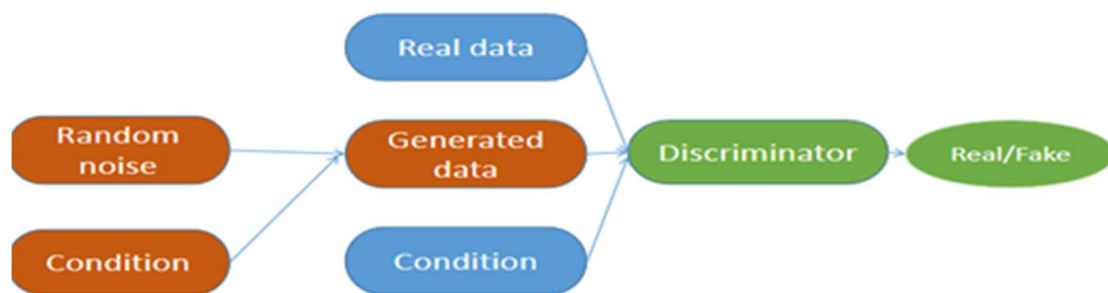 Real data
Random
noise
Generated
data
Discriminator
Real/Fake
Condition
Condition